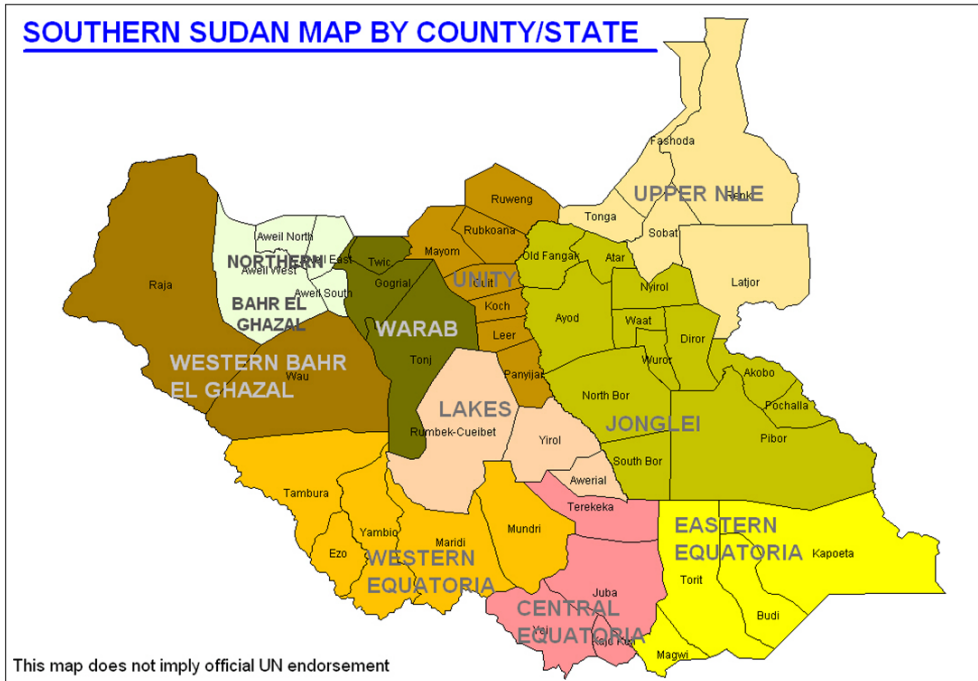 SOUTHERN SUDAN MAP BY COUNTY/STATE
Fashoda
UPPER NILE
Renk
Ruweng
Tonga
Sobat
Rubkoana
Aweil North
Mayom
Old Fangak
Atar
NORTHERN
Aweil East
Twic
Aweil West
Gogrial
UNITY
Guit
Nyirol
Latjor
Raja
Aweil South
BAHR EL
GHAZAL
Koch
Ayod
Waat
WARAB
Leer
Diror
WESTERN BAHR
EL GHAZAL
Wau
Tonj
Wuror
Panyijar
Akobo
North Bor
Pochalla
LAKES
JONGLEI
Rumbek-Cueibet
Yirol
Pibor
South Bor
Awerial
Tambura
Terekeka
Yambio
Mundri
EASTERN
EQUATORIA
Ezo
Maridi
Kapoeta
WESTERN
EQUATORIA
Torit
Juba
CENTRAL
EQUATORIA
Budi
Yei
Kajo Keji
Magwi
This map does not imply official UN endorsement